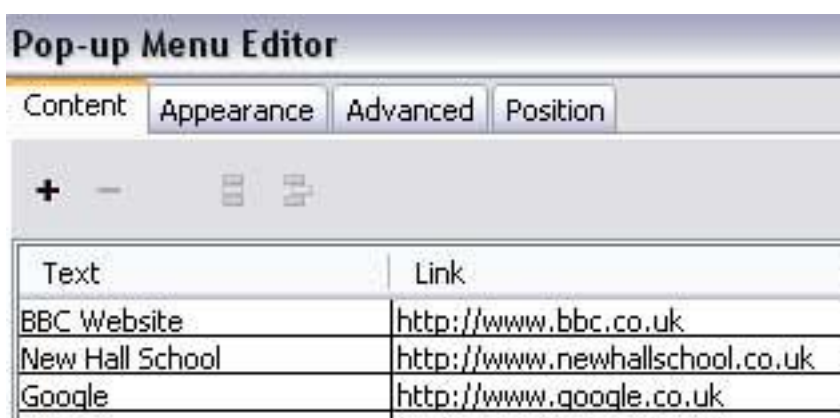 Pop-up Menu Editor
Content Appearance Advanced Position
Text Link
BBC Website http://www.bbc.co.uk
New Hall School http://www.newhallschool.co.uk
Google http://www.google.co.uk